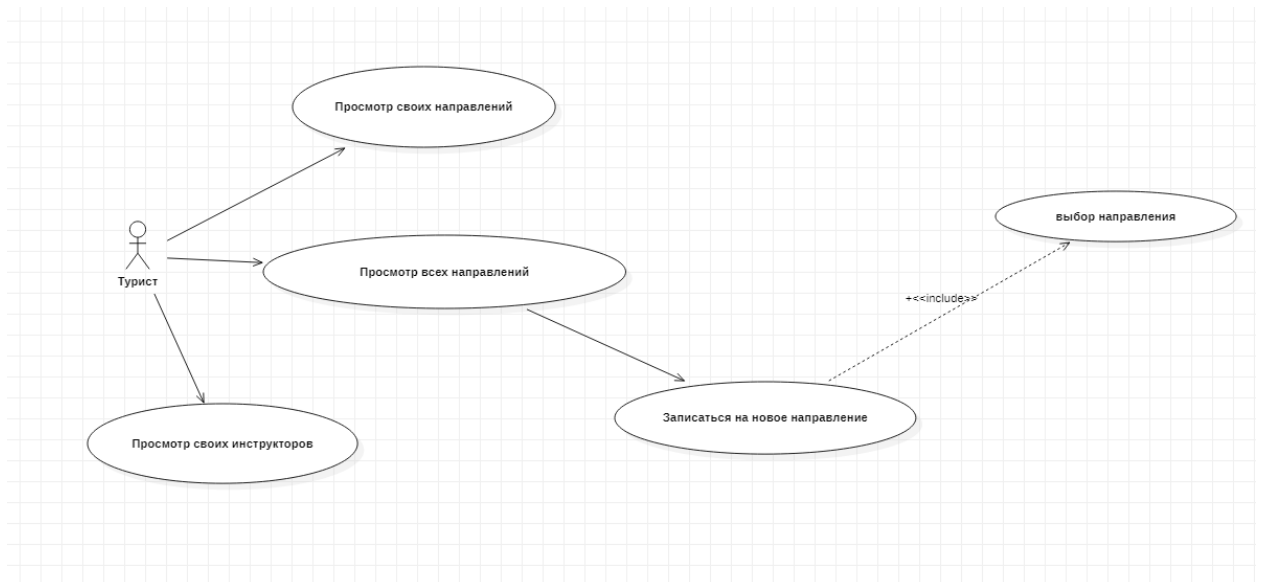 Просмотр своих направлений
выбор направления
Просмотр всех направлений
Турист
+<<include>>
Записаться на новое направление
Просмотр своих инструкторов